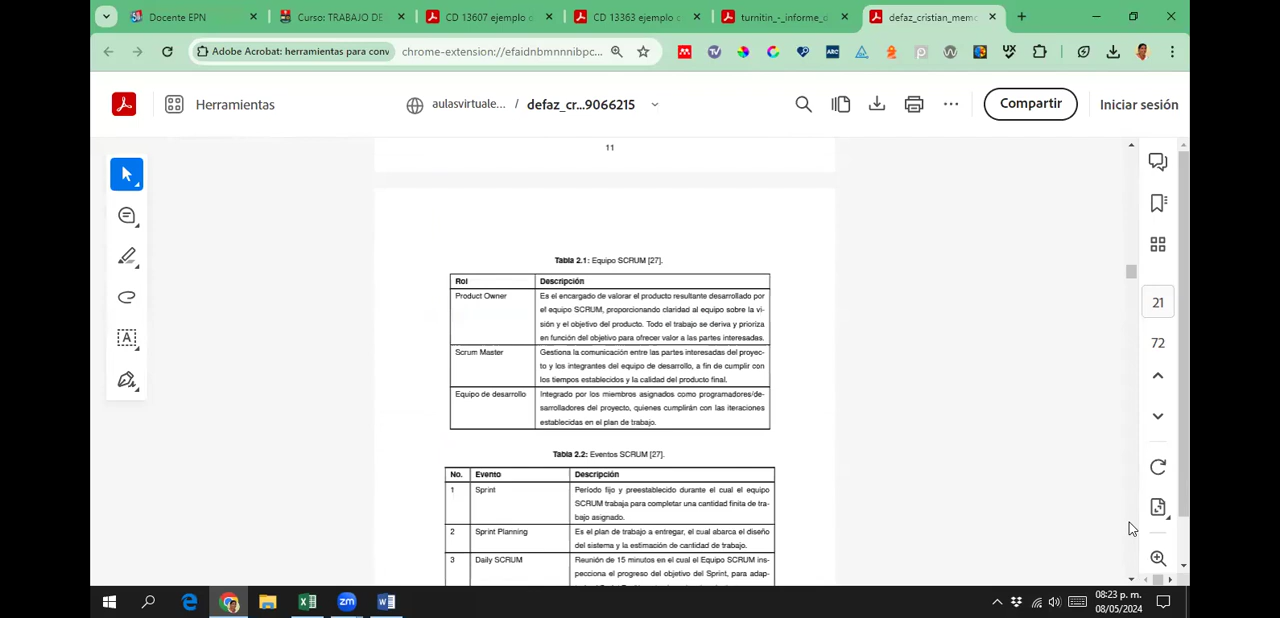 Docente EPN
Curso: TRABAJO DE
CD 13607 ejemplo c
CD 13363 ejemplo c
turnitin_-_informe_d
defaz_cristian_memo
Adobe Acrobat: herramientas para conv
chrome-extension://efaidnbmnnnibpc...
Herramientas
aulasvirtuale...
/
defaz_cr...9066215
Compartir
Iniciar sesión
11
Tabla 2.1: Equipo SCRUM [27].
Rol
Descripción
Product Owner
Es el encargado de valorar el producto resultante desarrollado por
el equipo SCRUM, proporcionando claridad al equipo sobre la vi-
sión y el objetivo del producto. Todo el trabajo se deriva y prioriza
en función del objetivo para ofrecer valor a las partes interesadas.
Scrum Master
Gestiona la comunicación entre las partes interesadas del proyec-
to y los integrantes del equipo de desarrollo, a fin de cumplir con
los tiempos establecidos y la calidad del producto final.
Equipo de desarrollo
Integrado por los miembros asignados como programadores/de-
sarrolladores del proyecto, quienes cumplirán con las iteraciones
establecidas en el plan de trabajo.
Tabla 2.2: Eventos SCRUM [27].
No.
Evento
Descripción
1
Sprint
Período fijo y preestablecido durante el cual el equipo
SCRUM trabaja para completar una cantidad finita de tra-
bajo asignado.
2
Sprint Planning
Es el plan de trabajo a entregar, el cual abarca el diseño
del sistema y la estimación de cantidad de trabajo.
3
Daily SCRUM
Reunión de 15 minutos en el cual el Equipo SCRUM ins-
pecciona el progreso del objetivo del Sprint, para adap-
21
72
08:23 p. m.
08/05/2024